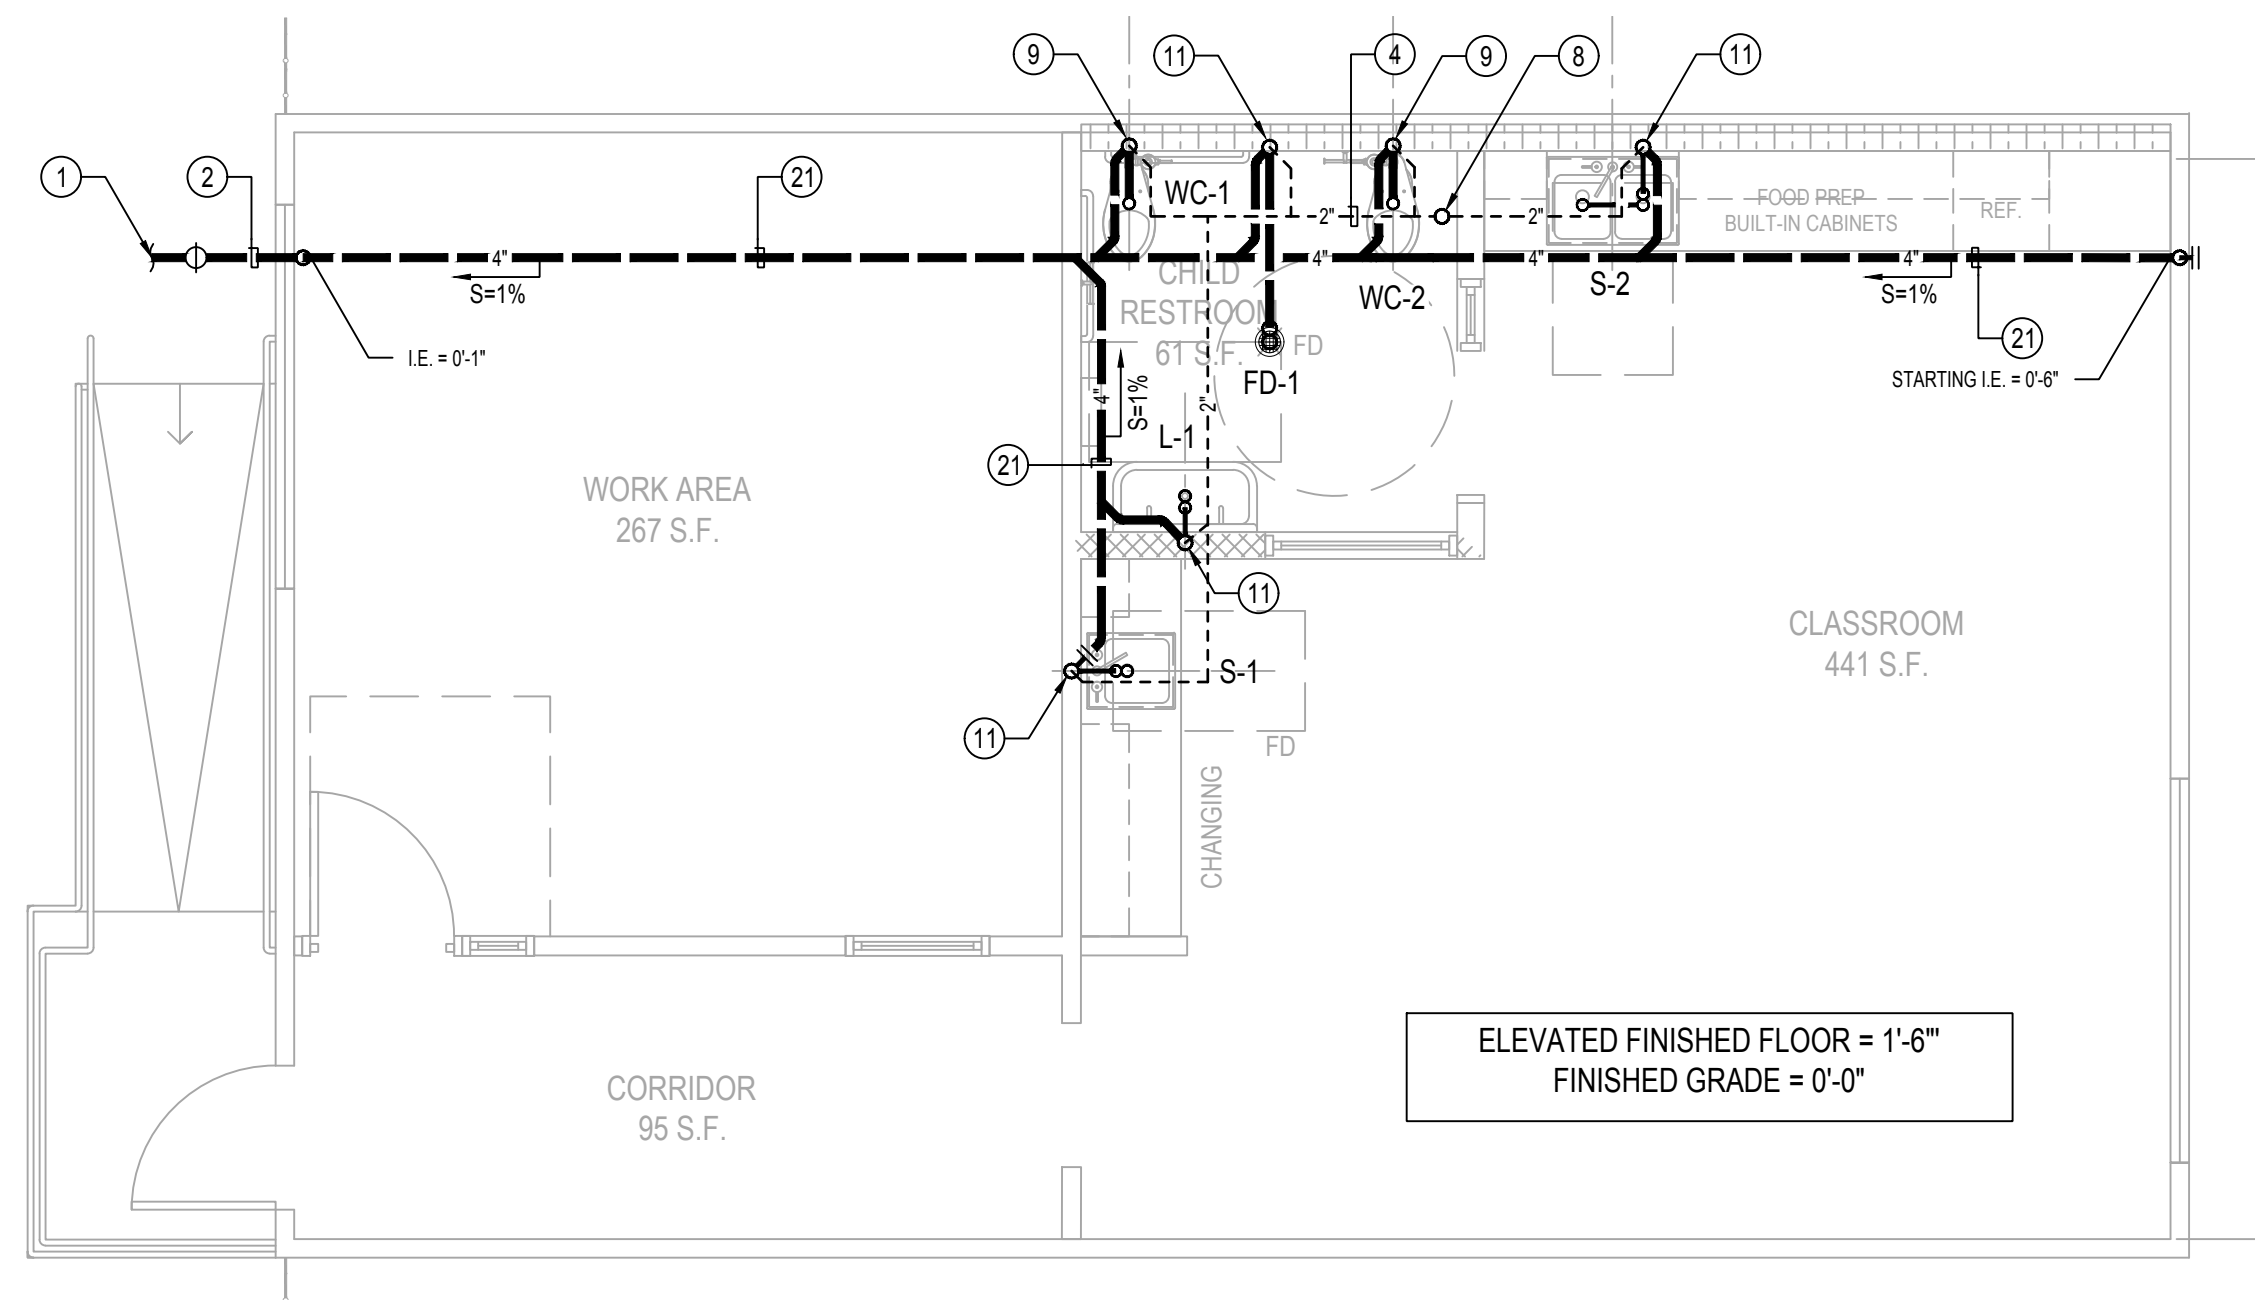 9
11
4
9
8
11
1
2
21
WC-1
2"
2"
FOOD PREP
BUILT-IN CABINETS
REF.
4"
4"
4"
4"
S=1%
S=1%
CHILD
RESTROOM
61 S.F.
WC-2
S-2
I.E. = 0'-1"
FD
FD-1
21
STARTING I.E. = 0'-6"
4"
S=1%
2"
L-1
21
WORK AREA
267 S.F.
11
CLASSROOM
441 S.F.
S-1
11
FD
CHANGING
ELEVATED FINISHED FLOOR = 1'-6'"
FINISHED GRADE = 0'-0"
CORRIDOR
95 S.F.